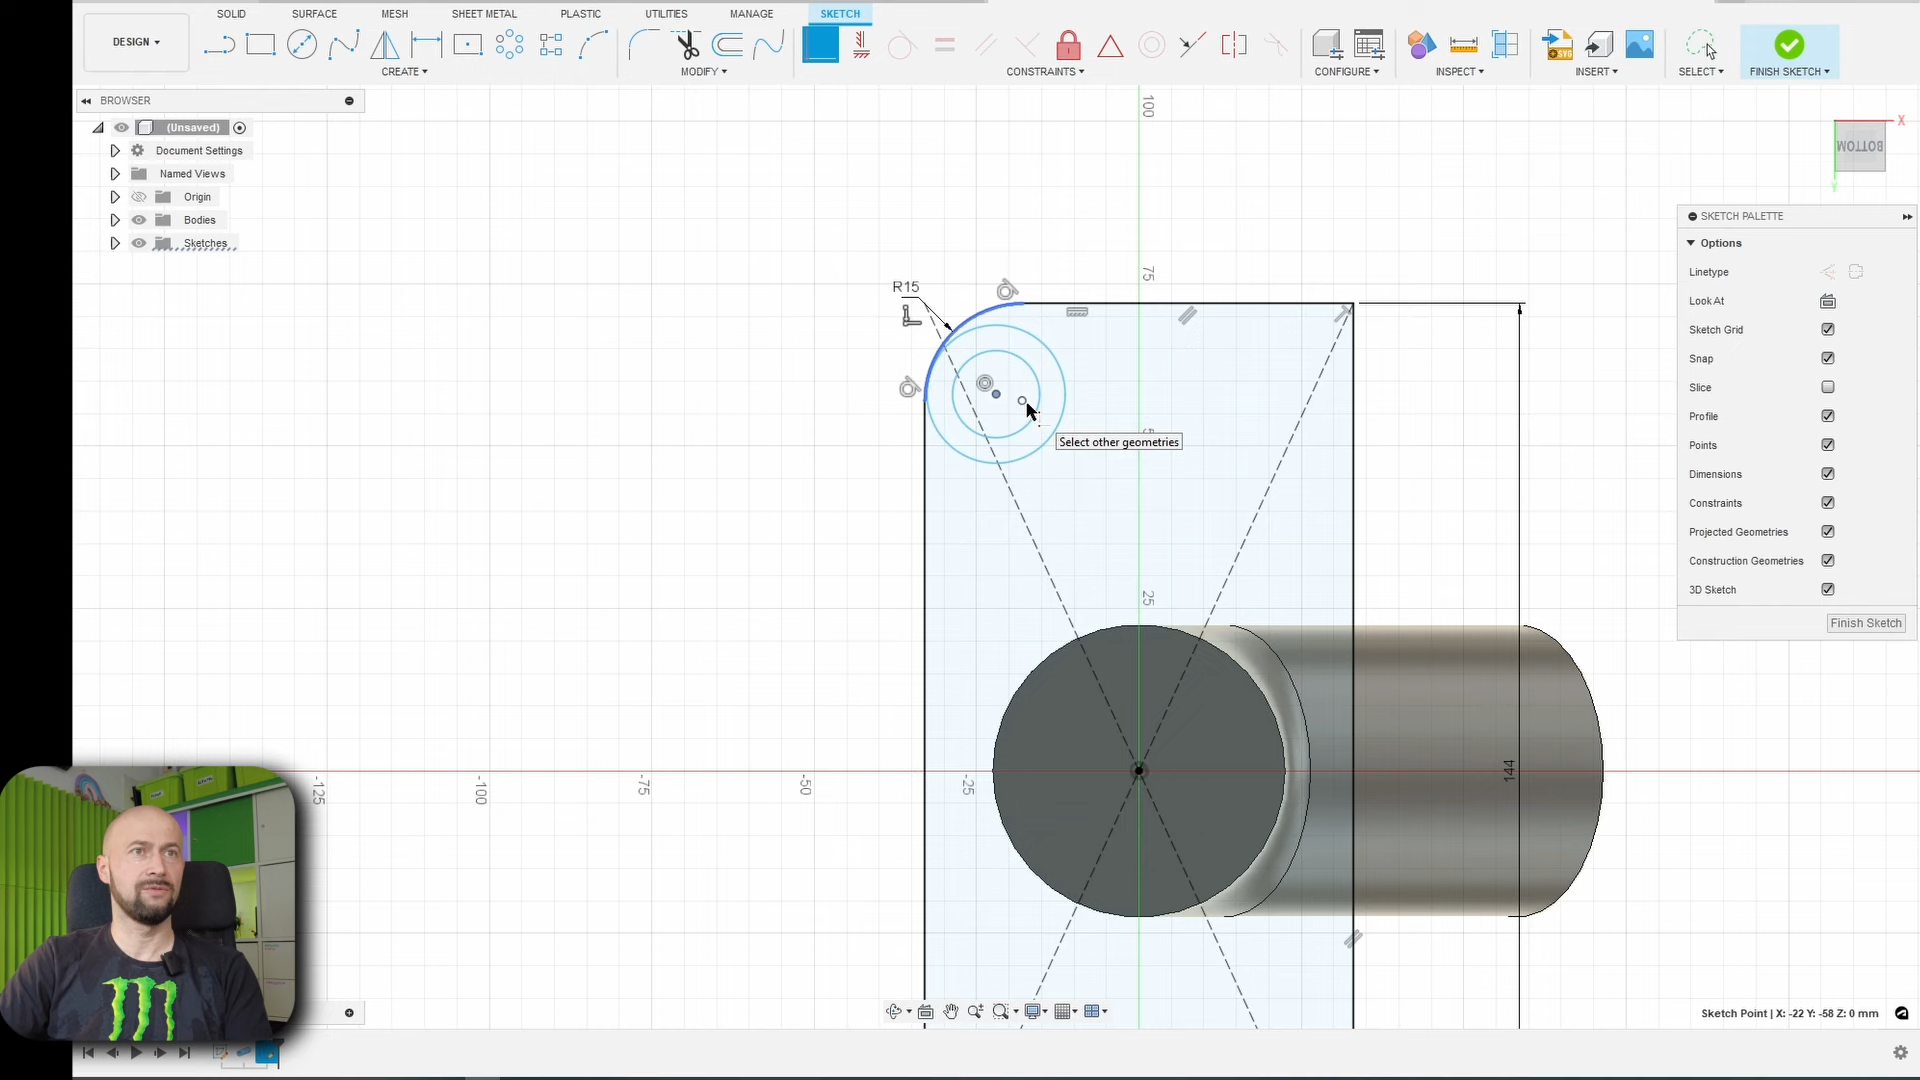 SOLID SURFACE MESH SHEET METAL PLASTIC UTILITIES MANAGE SKETCH
DESIGN
CREATE MODIFY CONSTRAINTS CONFIGURE INSPECT INSERT SELECT FINISH SKETCH
BROWSER
(Unsaved)
Document Settings
Named Views
Origin
Bodies
Sketches
100
75
25
R15
144
-125
-100
-75
-50
-25
Select other geometries
BOTTOM
X
Y
SKETCH PALETTE
Options
Linetype
Look At
Sketch Grid
Snap
Slice
Profile
Points
Dimensions
Constraints
Projected Geometries
Construction Geometries
3D Sketch
Finish Sketch
Sketch Point | X: -22 Y: -58 Z: 0 mm